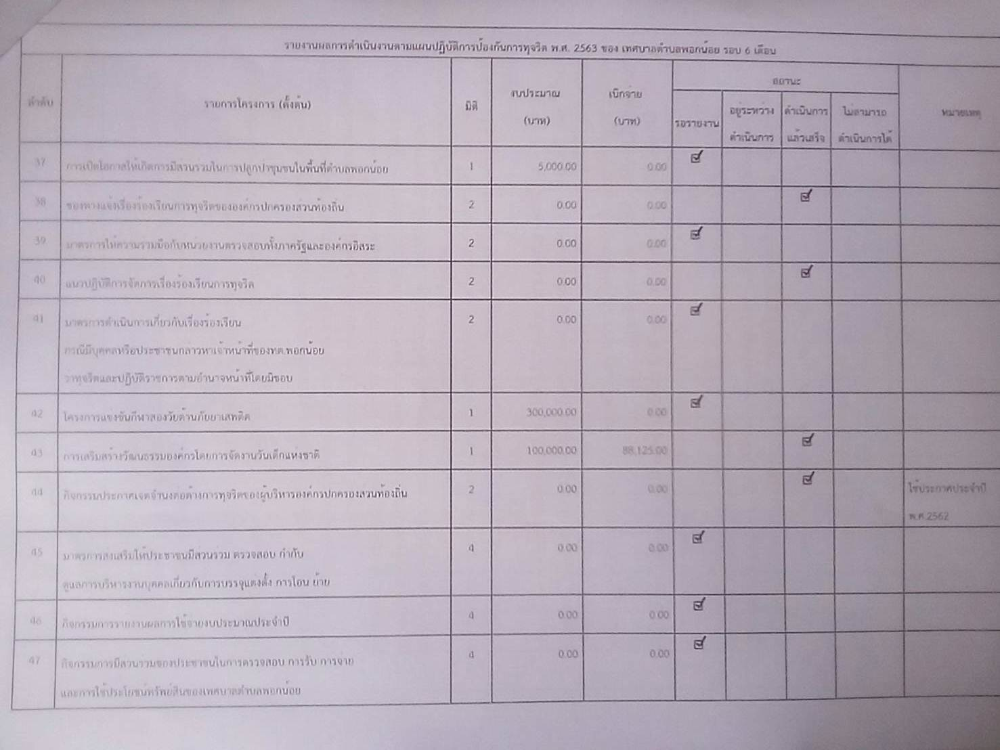 รายงานผลการดำเนินงานตามแผนปฏิบัติการป้องกันการทุจริต พ.ศ. 2563 ของ เทศบาลตำบลพอกน้อย รอบ 6 เดือน
ลำดับ รายการโครงการ (ตั้งต้น) มิติ งบประมาณ เบิกจ่าย สถานะ หมายเหตุ
(บาท) (บาท) รอรายงาน อยู่ระหว่าง ดำเนินการ ไม่สามารถ
ดำเนินการ แล้วเสร็จ ดำเนินการได้
37 การเปิดโอกาสให้เกิดการมีส่วนร่วมในการปลูกป่าชุมชนในพื้นที่ตำบลพอกน้อย 1 5,000.00 0.00 ☑
38 ช่องทางแจ้งเรื่องร้องเรียนการทุจริตขององค์กรปกครองส่วนท้องถิ่น 2 0.00 0.00 ☑
39 มาตรการให้ความร่วมมือกับหน่วยงานตรวจสอบทั้งภาครัฐและองค์กรอิสระ 2 0.00 0.00 ☑
40 แนวปฏิบัติการจัดการเรื่องร้องเรียนการทุจริต 2 0.00 0.00 ☑
41 มาตรการดำเนินการเกี่ยวกับเรื่องร้องเรียน 2 0.00 0.00 ☑
กรณีมีบุคคลหรือประชาชนกล่าวหาเจ้าหน้าที่ของทต.พอกน้อย
ว่าทุจริตและปฏิบัติราชการตามอำนาจหน้าที่โดยมิชอบ
42 โครงการแข่งขันกีฬาสองวัยต้านภัยยาเสพติด 1 300,000.00 0.00 ☑
43 การเสริมสร้างวัฒนธรรมองค์กรโดยการจัดงานวันเด็กแห่งชาติ 1 100,000.00 88,125.00 ☑
44 กิจกรรมประกาศเจตจำนงต่อต้างการทุจริตของผู้บริหารองค์กรปกครองส่วนท้องถิ่น 2 0.00 0.00 ☑ ใช้ประกาศประจำปี
พ.ศ.2562
45 มาตรการส่งเสริมให้ประชาชนมีส่วนร่วม ตรวจสอบ กำกับ 4 0.00 0.00 ☑
ดูแลการบริหารงานบุคคลเกี่ยวกับการบรรจุแต่งตั้ง การโอน ย้าย
46 กิจกรรมการรายงานผลการใช้จ่ายงบประมาณประจำปี 4 0.00 0.00 ☑
47 กิจกรรมการมีส่วนร่วมของประชาชนในการตรวจสอบ การรับ การจ่าย 4 0.00 0.00 ☑
และการใช้ประโยชน์ทรัพย์สินของเทศบาลตำบลพอกน้อย